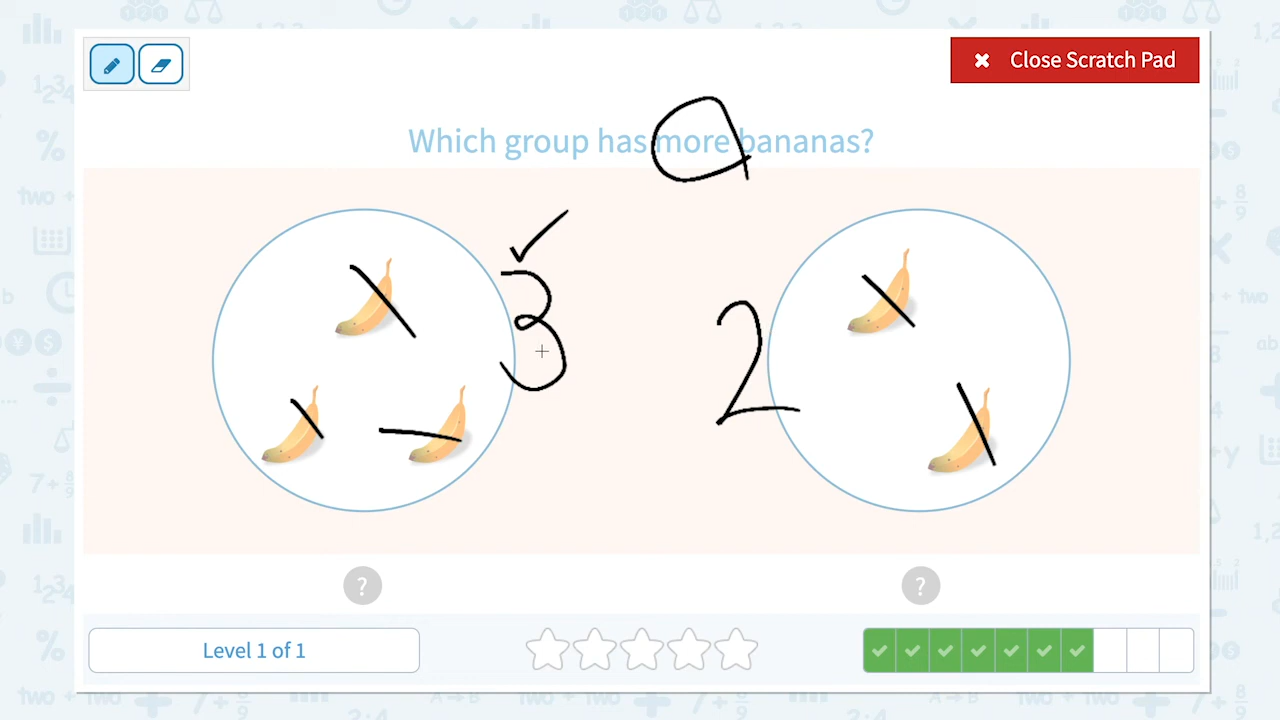 Close Scratch Pad
Which group has more bananas?
3
2
?
?
Level 1 of 1